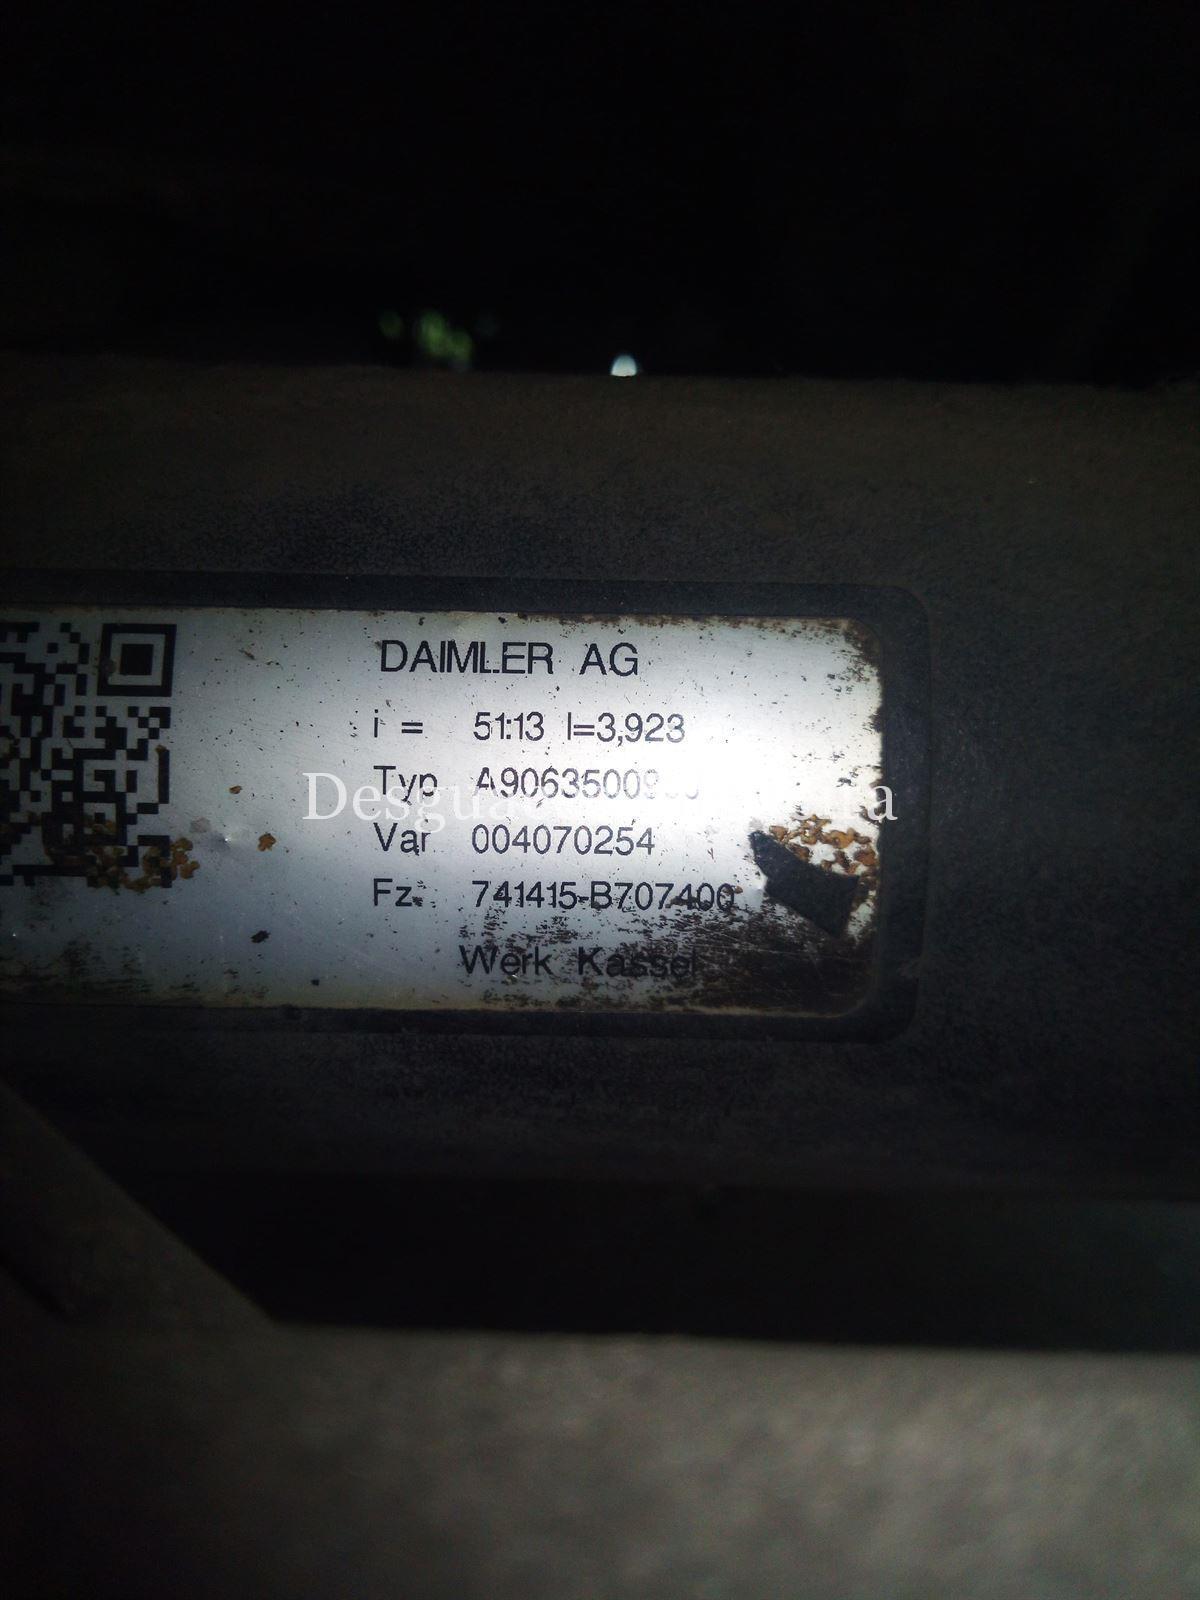 DAIMLER AG
i = 51:13 I=3,923
Typ
Var 004070254
Fz. 741415-B707400
Werk Kassel